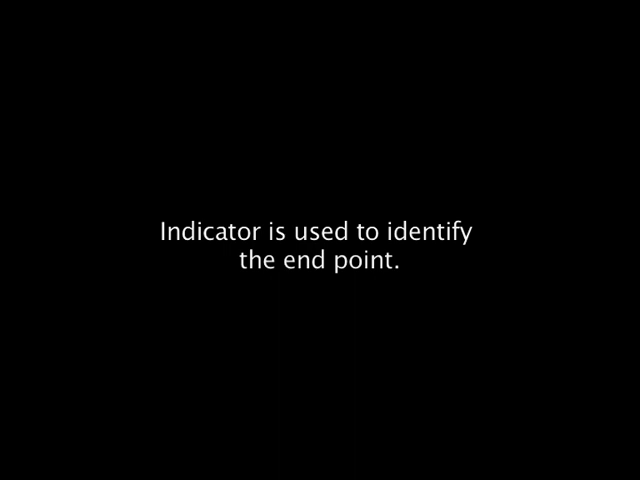 Indicator is used to identify
the end point.